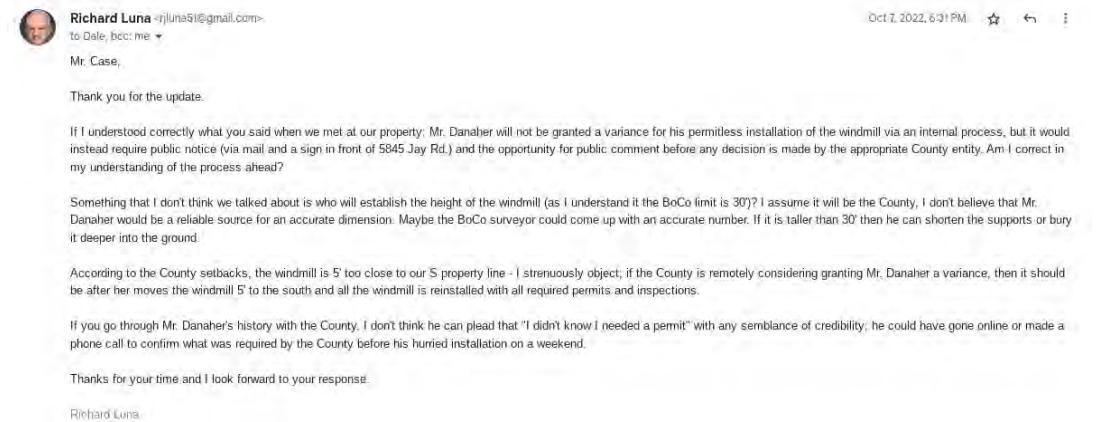 Richard Luna <rjluna51@gmail.com>
Oct 7, 2022, 6:31 PM
to Dale, bcc: me
Mr. Case,
Thank you for the update.
If I understood correctly what you said when we met at our property; Mr. Danaher will not be granted a variance for his permitless installation of the windmill via an internal process, but it would
instead require public notice (via mail and a sign in front of 5845 Jay Rd.) and the opportunity for public comment before any decision is made by the appropriate County entity. Am I correct in
my understanding of the process ahead?
Something that I don't think we talked about is who will establish the height of the windmill (as I understand it the BoCo limit is 30')? I assume it will be the County, I don't believe that Mr.
Danaher would be a reliable source for an accurate dimension. Maybe the BoCo surveyor could come up with an accurate number. If it is taller than 30' then he can shorten the supports or bury
it deeper into the ground.
According to the County setbacks, the windmill is 5' too close to our S property line - I strenuously object; if the County is remotely considering granting Mr. Danaher a variance, then it should
be after her moves the windmill 5' to the south and all the windmill is reinstalled with all required permits and inspections.
If you go through Mr. Danaher's history with the County, I don't think he can plead that "I didn't know I needed a permit" with any semblance of credibility; he could have gone online or made a
phone call to confirm what was required by the County before his hurried installation on a weekend.
Thanks for your time and I look forward to your response.
Richard Luna